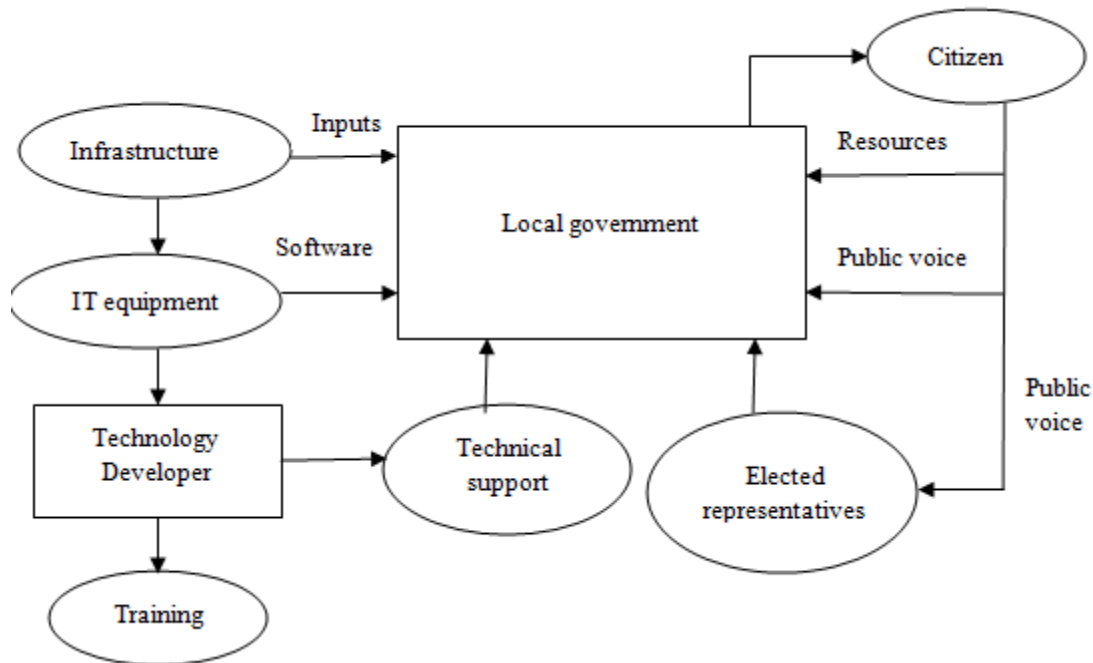 Citizen
Inputs
Infrastructure
Resources
Local government
Software
Public voice
IT equipment
Public
voice
Technology
Developer
Technical
support
Elected
representatives
Training